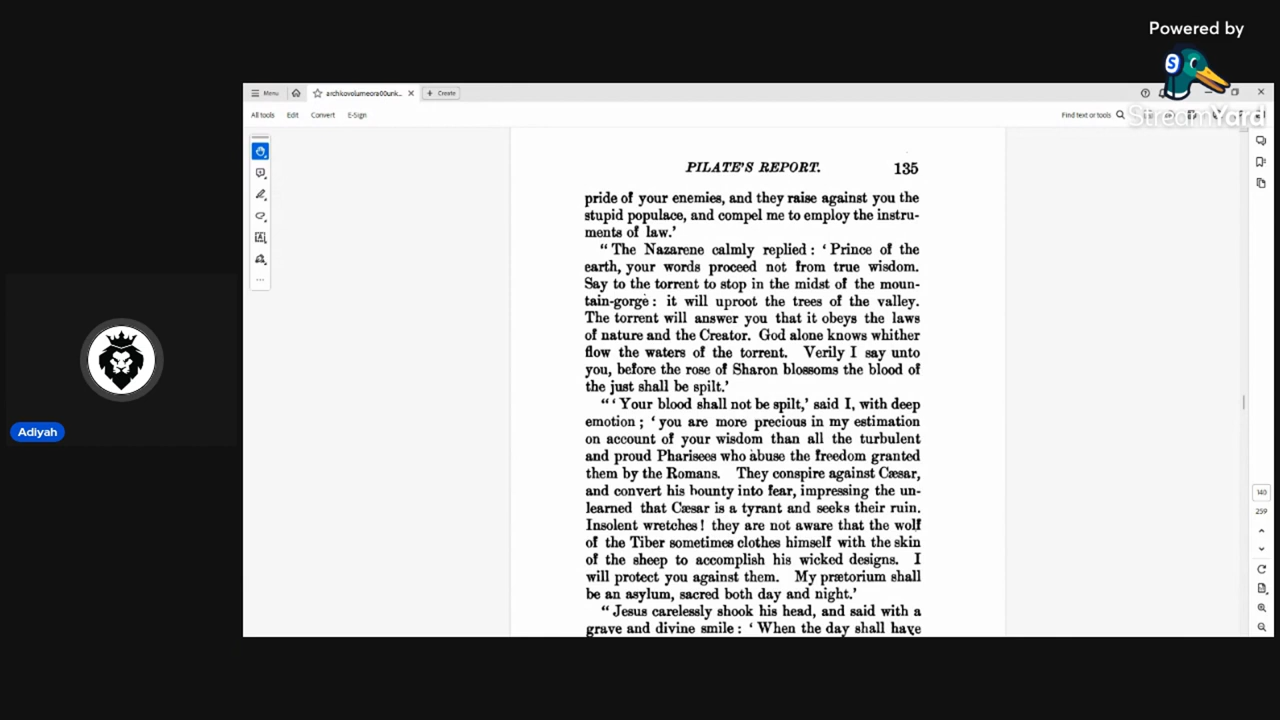 Powered by
S
StreamYard
Menu
archkovolumeora00unk...
+ Create
All tools
Edit
Convert
E-Sign
Find text or tools
PILATE'S REPORT. 135
pride of your enemies, and they raise against you the
stupid populace, and compel me to employ the instru-
ments of law.'
“ The Nazarene calmly replied : ‘ Prince of the
earth, your words proceed not from true wisdom.
Say to the torrent to stop in the midst of the moun-
tain-gorge : it will uproot the trees of the valley.
The torrent will answer you that it obeys the laws
of nature and the Creator. God alone knows whither
flow the waters of the torrent. Verily I say unto
you, before the rose of Sharon blossoms the blood of
the just shall be spilt.’
“ ‘ Your blood shall not be spilt,’ said I, with deep
emotion ; ‘ you are more precious in my estimation
on account of your wisdom than all the turbulent
and proud Pharisees who abuse the freedom granted
them by the Romans. They conspire against Cæsar,
and convert his bounty into fear, impressing the un-
learned that Cæsar is a tyrant and seeks their ruin.
Insolent wretches ! they are not aware that the wolf
of the Tiber sometimes clothes himself with the skin
of the sheep to accomplish his wicked designs. I
will protect you against them. My prætorium shall
be an asylum, sacred both day and night.’
“ Jesus carelessly shook his head, and said with a
grave and divine smile : ‘ When the day shall have
Adiyah
140
259